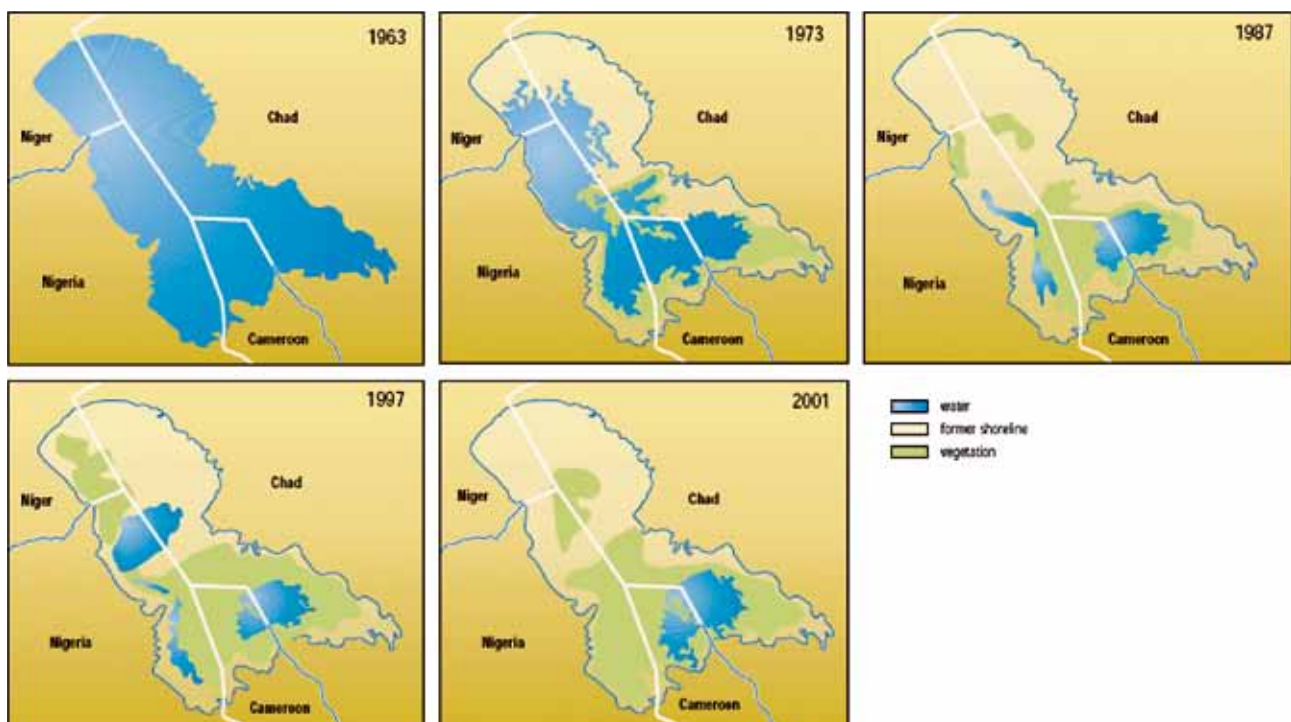 1963
Chad
Niger
Nigeria
Cameroon
1973
Chad
Niger
Nigeria
Cameroon
1987
Chad
Niger
Nigeria
Cameroon
1997
Chad
Niger
Nigeria
Cameroon
2001
Chad
Niger
Nigeria
Cameroon
water
former shoreline
vegetation